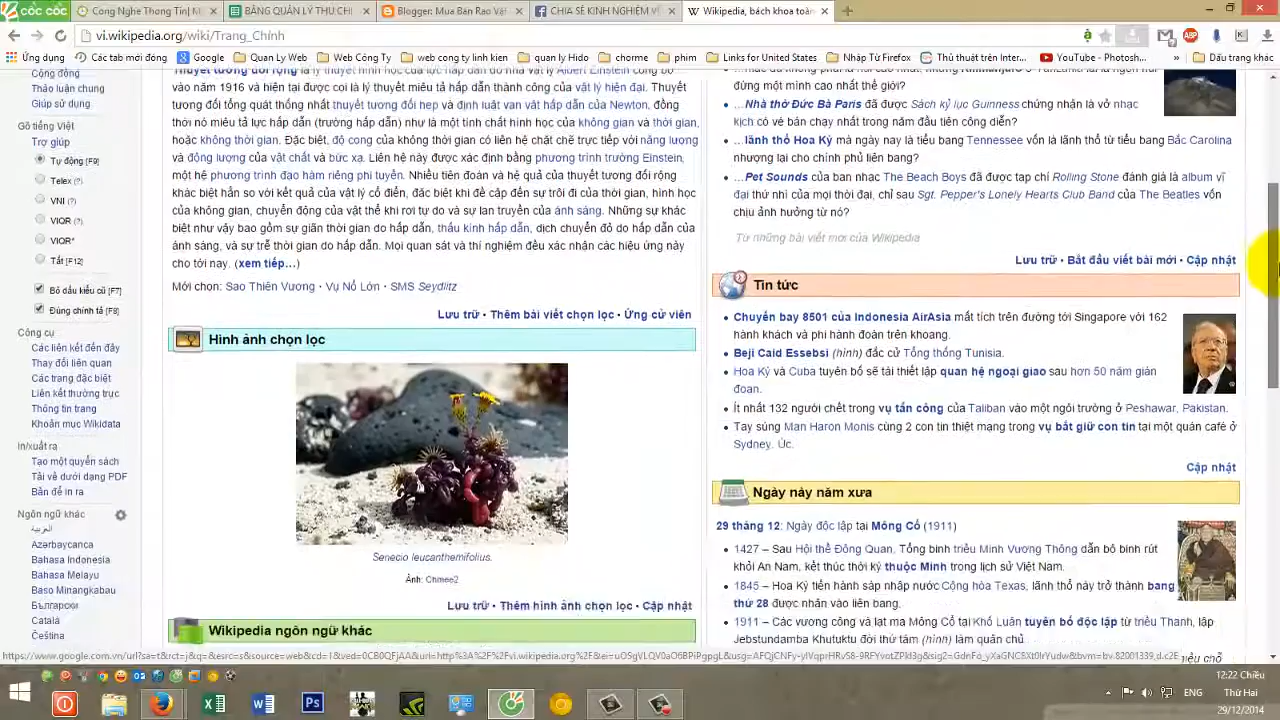 cốc cốc
Công Nghệ Thông Tin|
BẢNG QUẢN LÝ THƯ CHI
Blogger: Mua Bán Rao Vặt
CHIA SẺ KINH NGHIỆM V
Wikipedia, bách khoa toàn
vi.wikipedia.org/wiki/Trang_Chính
Ứng dụng
Các tab mới đóng
Google
Quan by Hido
Web Công Ty
web cong ty linh kien
quan ly Hido
chorme
phim
Links for United States
Nhập Từ Firefox
Thủ thuật trên Inter...
YouTube - Photosh...
»
Dấu trang khác
Cộng đồng
Thảo luận chung
Giúp sử dụng
Gõ tiếng Việt
Trợ giúp
Tự động [F9]
Telex (?)
VNI (?)
VIQR (?)
VIQR*
Tắt [F12]
Bỏ dấu kiểu cũ [F7]
Đúng chính tả [F8]
Công cụ
Các liên kết đến đây
Thay đổi liên quan
Các trang đặc biệt
Liên kết thường trực
Thông tin trang
Khoản mục Wikidata
In/xuất ra
Tạo một quyển sách
Tải về dưới dạng PDF
Bản để in ra
Ngôn ngữ khác
العربية
Azərbaycanca
Bahasa Indonesia
Bahasa Melayu
Baso Minangkabau
Български
Català
Čeština
Thuyết tương đối rộng là lý thuyết hình học của lực hấp dẫn do nhà vật lý Albert Einstein công bố
vào năm 1916 và hiện tại được coi là lý thuyết miêu tả hấp dẫn thành công của vật lý hiện đại. Thuyết
tương đối tổng quát thống nhất thuyết tương đối hẹp và định luật vạn vật hấp dẫn của Newton, đồng
thời nó miêu tả lực hấp dẫn (trường hấp dẫn) như là một tính chất hình học của không gian và thời gian,
hoặc không thời gian. Đặc biệt, độ cong của không thời gian có liên hệ chặt chẽ trực tiếp với năng lượng
và động lượng của vật chất và bức xạ. Liên hệ này được xác định bằng phương trình trường Einstein,
một hệ phương trình đạo hàm riêng phi tuyến. Nhiều tiên đoán và hệ quả của thuyết tương đối rộng
khác biệt hẳn so với kết quả của vật lý cổ điển, đặc biệt khi đề cập đến sự trôi đi của thời gian, hình học
của không gian, chuyển động của vật thể khi rơi tự do và sự lan truyền của ánh sáng. Những sự khác
biệt như vậy bao gồm sự giãn thời gian do hấp dẫn, thấu kính hấp dẫn, dịch chuyển đỏ do hấp dẫn của
ánh sáng, và sự trễ thời gian do hấp dẫn. Mọi quan sát và thí nghiệm đều xác nhận các hiệu ứng này
cho tới nay. (xem tiếp...)
Mới chọn: Sao Thiên Vương · Vụ Nổ Lớn · SMS Seydlitz
Lưu trữ · Thêm bài viết chọn lọc · Ứng cử viên
Hình ảnh chọn lọc
Senecio leucanthemifolius.
Ảnh: Chmee2
Lưu trữ · Thêm hình ảnh chọn lọc · Cập nhật
Wikipedia ngôn ngữ khác
đứng một mình cao nhất thế giới?
...Nhà thờ Đức Bà Paris đã được Sách kỷ lục Guinness chứng nhận là vở nhạc
kịch có vé bán chạy nhất trong năm đầu tiên công diễn?
...lãnh thổ Hoa Kỳ mà ngày nay là tiểu bang Tennessee vốn là lãnh thổ từ tiểu bang Bắc Carolina
nhượng lại cho chính phủ liên bang?
...Pet Sounds của ban nhạc The Beach Boys đã được tạp chí Rolling Stone đánh giá là album vĩ
đại thứ nhì của mọi thời đại, chỉ sau Sgt. Pepper's Lonely Hearts Club Band của The Beatles vốn
chịu ảnh hưởng từ nó?
Từ những bài viết mới của Wikipedia
Lưu trữ · Bắt đầu viết bài mới · Cập nhật
Tin tức
Chuyến bay 8501 của Indonesia AirAsia mất tích trên đường tới Singapore với 162
hành khách và phi hành đoàn trên khoang.
Beji Caid Essebsi (hình) đắc cử Tổng thống Tunisia.
Hoa Kỳ và Cuba tuyên bố sẽ tái thiết lập quan hệ ngoại giao sau hơn 50 năm gián
đoạn.
Ít nhất 132 người chết trong vụ tấn công của Taliban vào một ngôi trường ở Peshawar, Pakistan.
Tay súng Man Haron Monis cùng 2 con tin thiệt mạng trong vụ bắt giữ con tin tại một quán café ở
Sydney, Úc.
Cập nhật
Ngày này năm xưa
29 tháng 12: Ngày độc lập tại Mông Cổ (1911)
1427 – Sau Hội thề Đông Quan, Tổng binh triều Minh Vương Thông dẫn bộ binh rút
khỏi An Nam, kết thúc thời kỳ thuộc Minh trong lịch sử Việt Nam.
1845 – Hoa Kỳ tiến hành sáp nhập nước Cộng hòa Texas, lãnh thổ này trở thành bang
thứ 28 được nhận vào liên bang.
1911 – Các vương công và lạt ma Mông Cổ tại Khố Luân tuyên bố độc lập từ triều Thanh, lập
Jebstundamba Khutuktu đời thứ tám (hình) làm quân chủ.
ENG
12:22 Chiều
Thứ Hai
29/12/2014